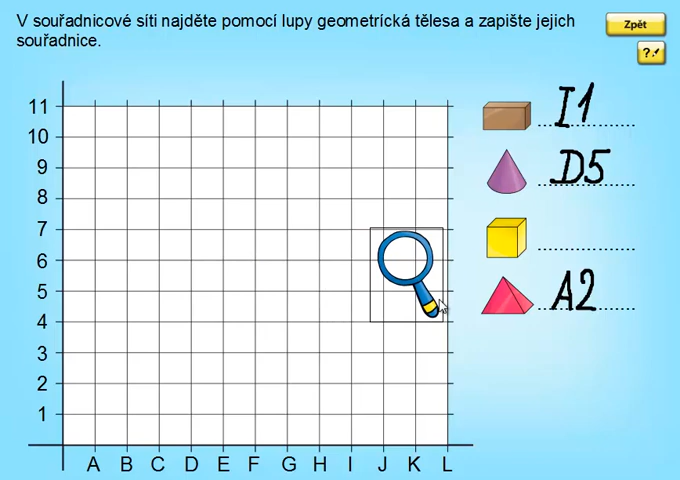 V souřadnicové síti najděte pomocí lupy geometrícká tělesa a zapište jejich
souřadnice.
Zpět
?
11
10
9
8
7
6
5
4
3
2
1
A B C D E F G H I J K L
I1
D5
A2